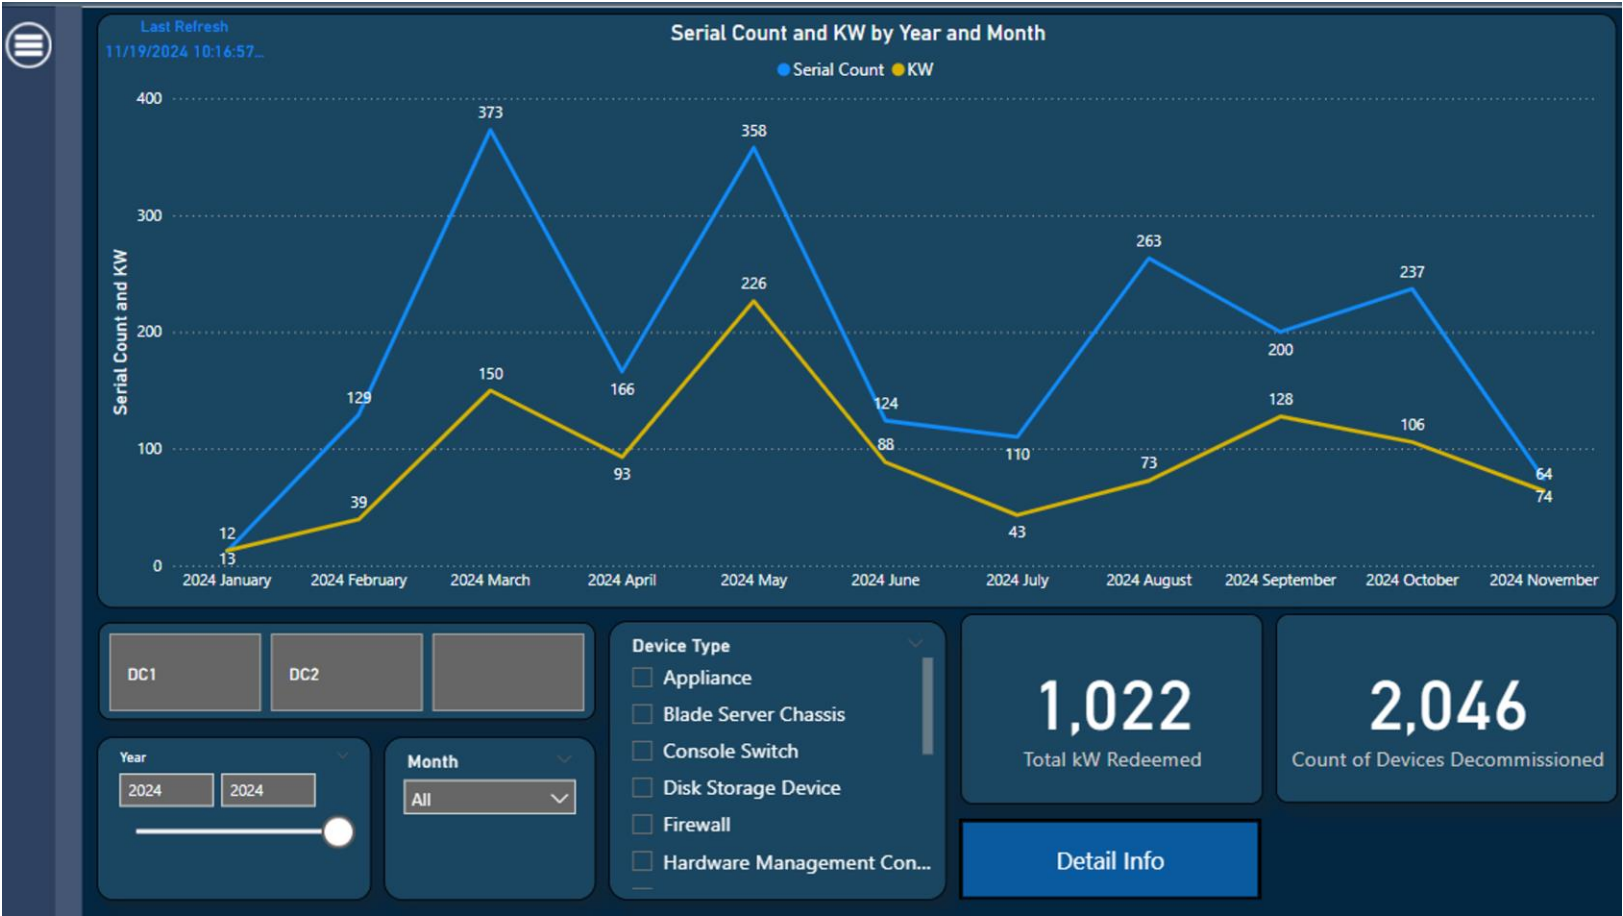 Last Refresh
11/19/2024 10:16:57...
Serial Count and KW by Year and Month
Serial Count KW
400
300
200
100
0
Serial Count and KW
373
358
263
237
226
200
166
150
129
128
124
110
106
93
88
73
64
74
43
39
12
13
2024 January 2024 February 2024 March 2024 April 2024 May 2024 June 2024 July 2024 August 2024 September 2024 October 2024 November
DC1 DC2
Year
2024 2024
Month
All
Device Type
Appliance
Blade Server Chassis
Console Switch
Disk Storage Device
Firewall
Hardware Management Con...
1,022
Total kW Redeemed
2,046
Count of Devices Decommissioned
Detail Info